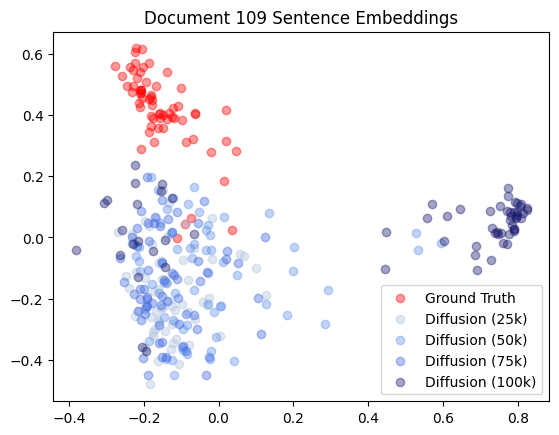 Document 109 Sentence Embeddings
0.6
0.4
0.2
0.0
−0.2
−0.4
−0.4
−0.2
0.0
0.2
0.4
0.6
0.8
Ground Truth
Diffusion (25k)
Diffusion (50k)
Diffusion (75k)
Diffusion (100k)